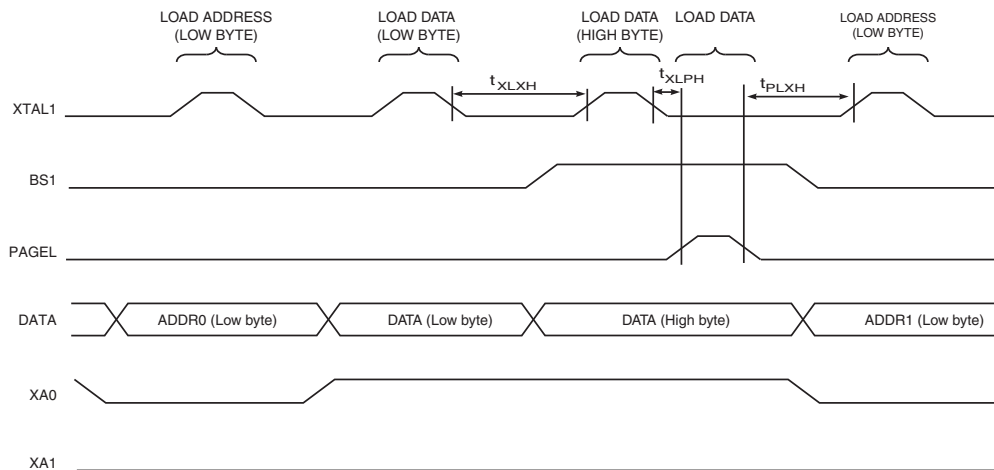 LOAD ADDRESS
(LOW BYTE)
LOAD DATA
(LOW BYTE)
LOAD DATA
(HIGH BYTE)
LOAD DATA
LOAD ADDRESS
(LOW BYTE)
tXLXH
tXLPH
tPLXH
XTAL1
BS1
PAGEL
DATA
ADDR0 (Low byte)
DATA (Low byte)
DATA (High byte)
ADDR1 (Low byte)
XA0
XA1